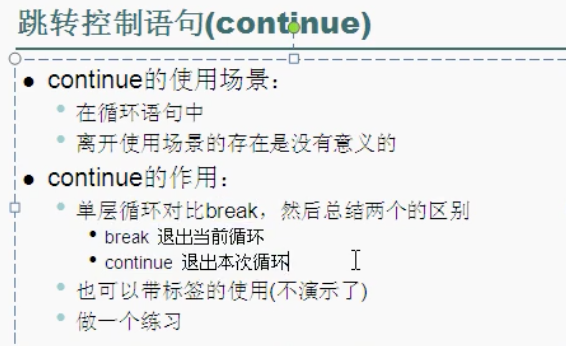 跳转控制语句(continue)
continue的使用场景：
在循环语句中
离开使用场景的存在是没有意义的
continue的作用：
单层循环对比break，然后总结两个的区别
break 退出当前循环
continue 退出本次循环
也可以带标签的使用(不演示了)
做一个练习